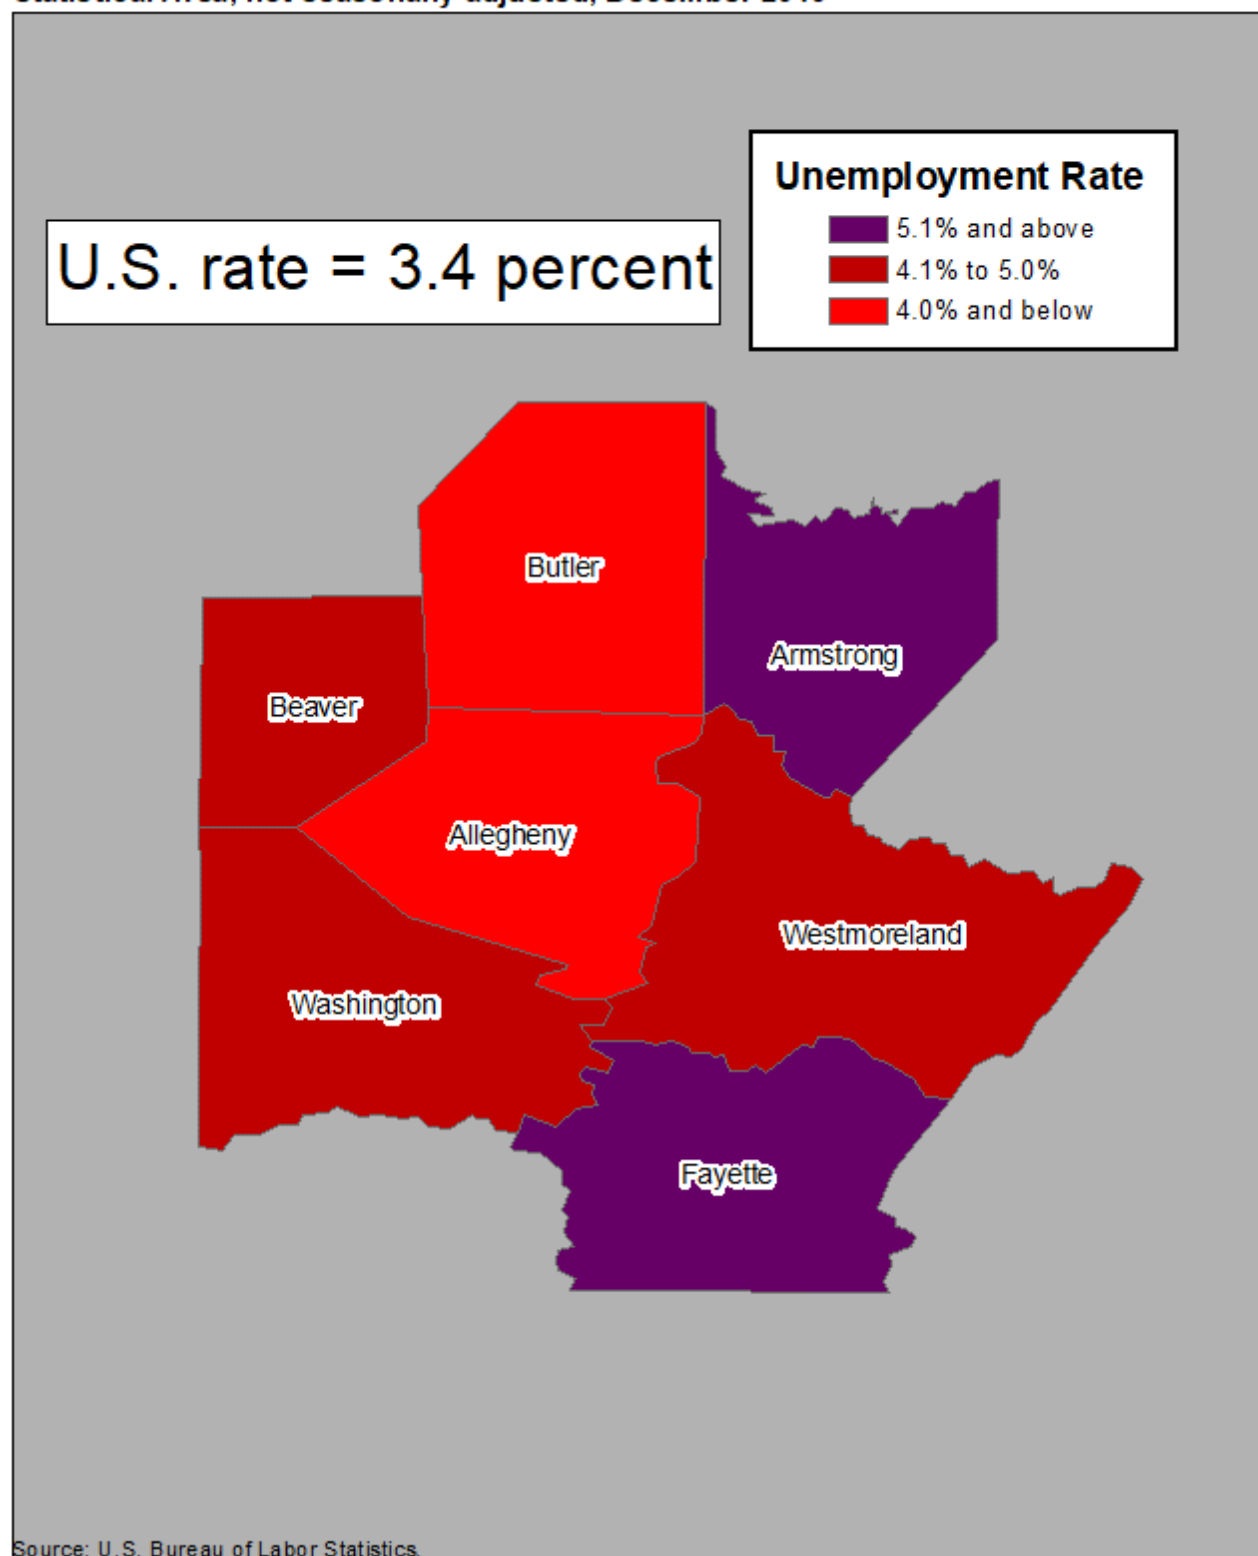 U.S. rate = 3.4 percent
Unemployment Rate
5.1% and above
4.1% to 5.0%
4.0% and below
Butler
Armstrong
Beaver
Allegheny
Westmoreland
Washington
Fayette
Source: U.S. Bureau of Labor Statistics.